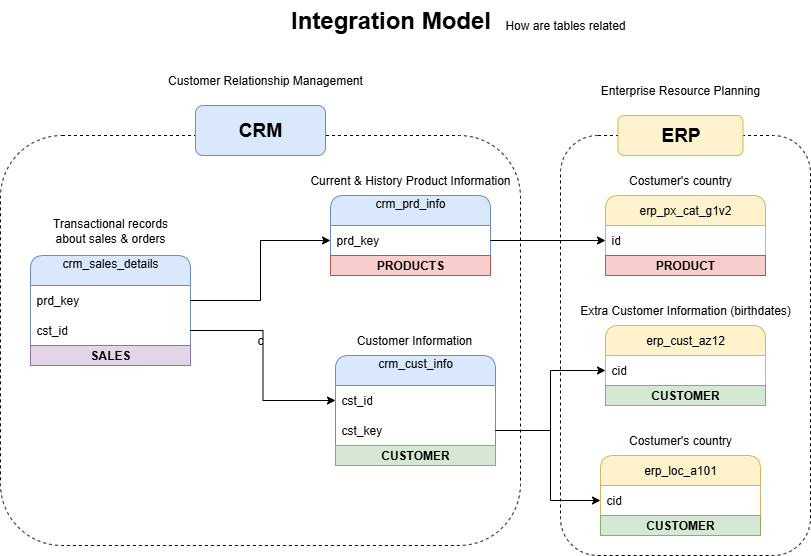 Integration Model
How are tables related
Customer Relationship Management
CRM
Enterprise Resource Planning
ERP
Transactional records
about sales & orders
crm_sales_details
prd_key
cst_id
SALES
c
Current & History Product Information
crm_prd_info
prd_key
PRODUCTS
Customer Information
crm_cust_info
cst_id
cst_key
CUSTOMER
Costumer's country
erp_px_cat_g1v2
id
PRODUCT
Extra Customer Information (birthdates)
erp_cust_az12
cid
CUSTOMER
Costumer's country
erp_loc_a101
cid
CUSTOMER